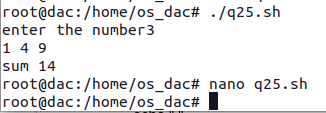 root@dac:/home/os_dac# ./q25.sh
enter the number3
1 4 9
sum 14
root@dac:/home/os_dac# nano q25.sh
root@dac:/home/os_dac#